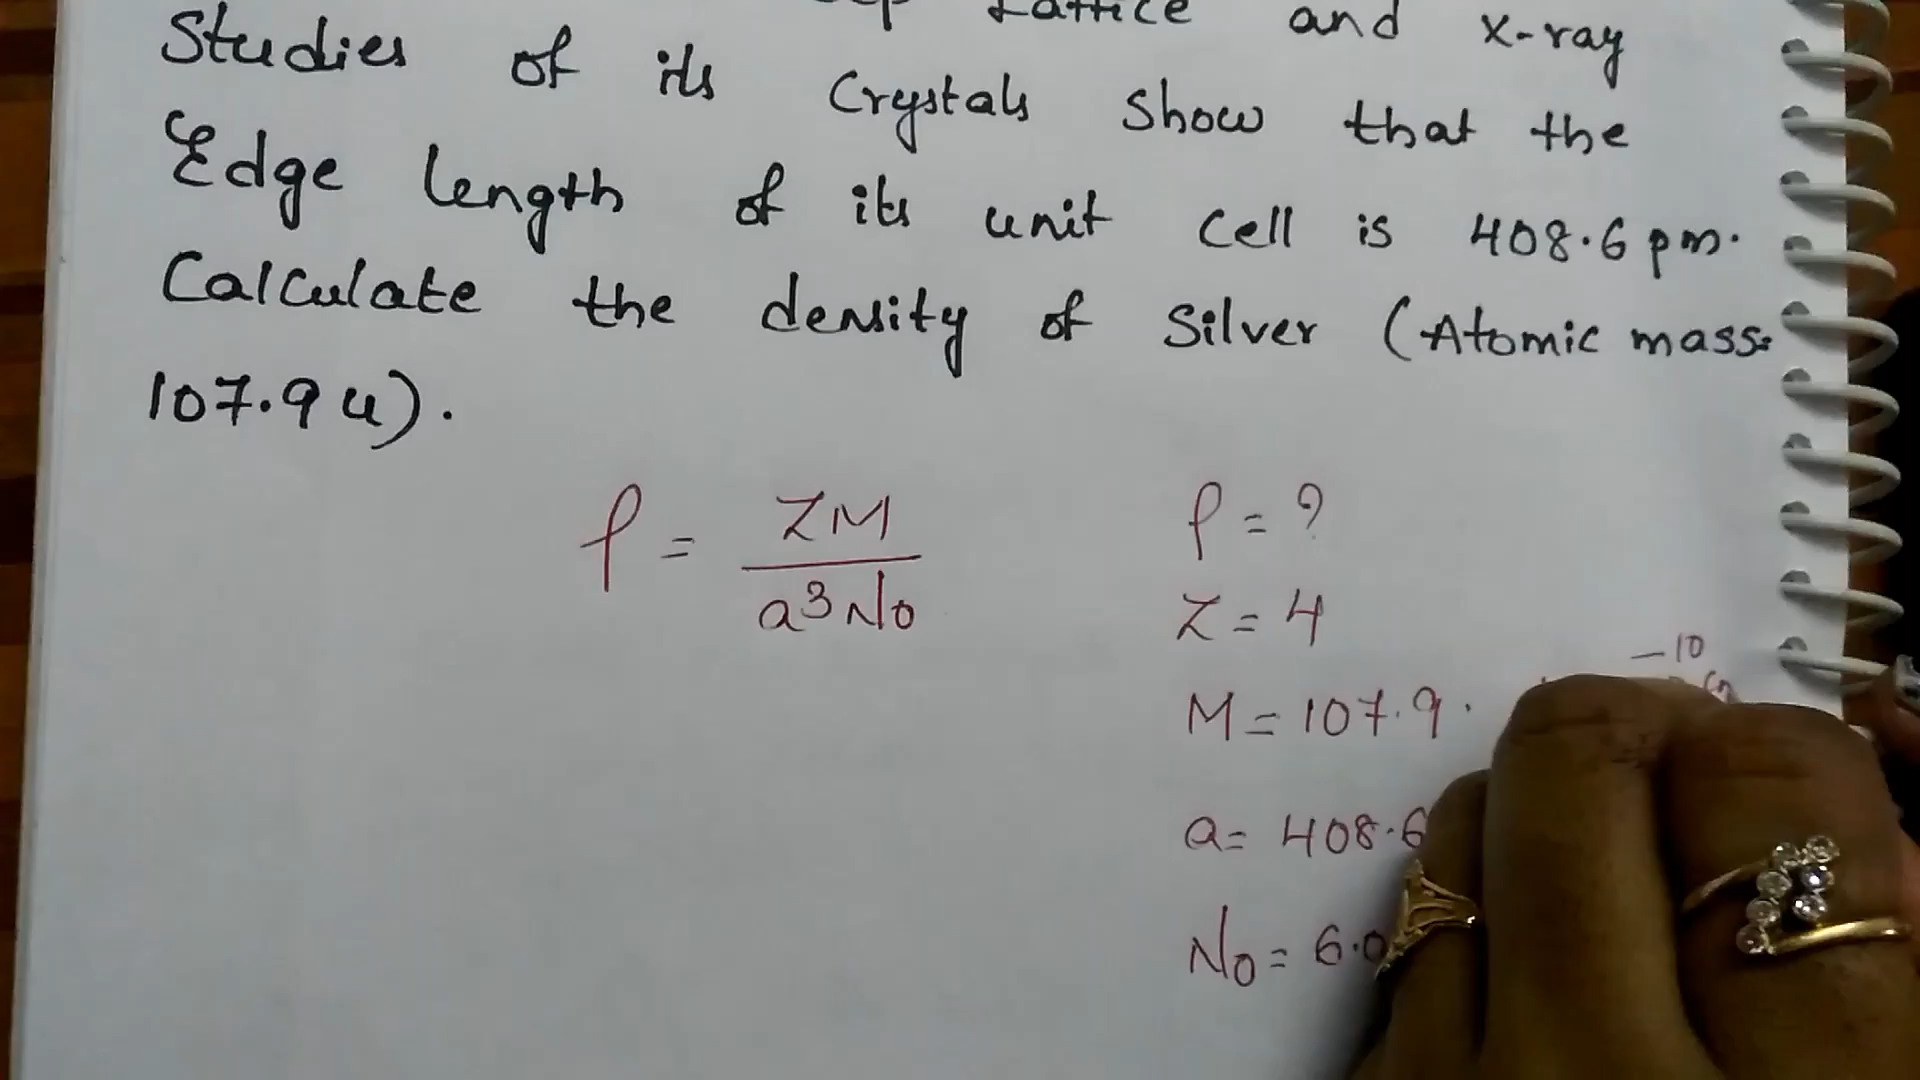 Lattice and x-ray
Studies of its Crystals Show that the
Edge length of its unit Cell is 408.6 pm.
Calculate the density of Silver (Atomic mass=
107.9 u).
ρ = ZM / a³No
ρ = ?
Z = 4
M = 107.9.
-10
a = 408.6
No = 6.0